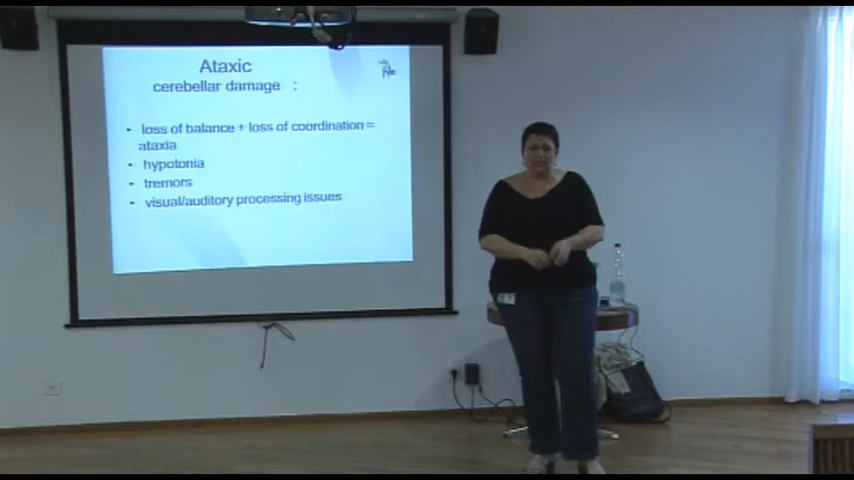 Ataxic
cerebellar damage :
• loss of balance + loss of coordination =
ataxia
• hypotonia
• tremors
• visual/auditory processing issues